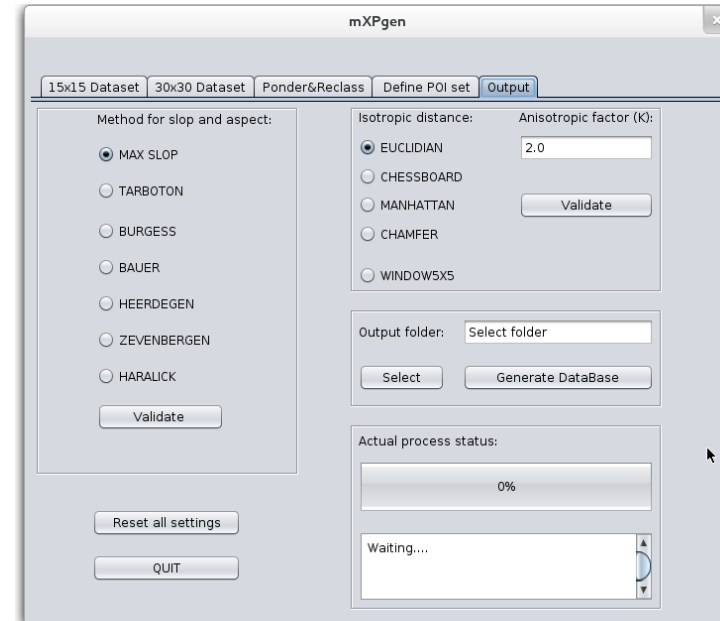 mXPgen
15x15 Dataset
30x30 Dataset
Ponder&Reclass
Define POI set
Output
Method for slop and aspect:
MAX SLOP
TARBOTON
BURGESS
BAUER
HEERDEGEN
ZEVENBERGEN
HARALICK
Validate
Reset all settings
QUIT
Isotropic distance:
EUCLIDIAN
CHESSBOARD
MANHATTAN
CHAMFER
WINDOW5X5
Anisotropic factor (K):
2.0
Validate
Output folder:
Select folder
Select
Generate DataBase
Actual process status:
0%
Waiting....